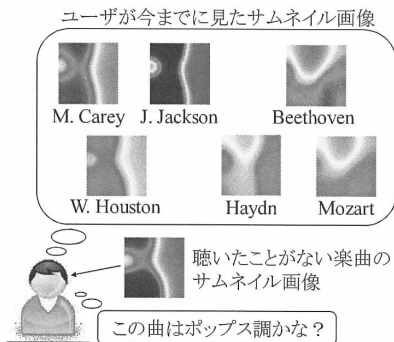 ユーザが今までに見たサムネイル画像
M. Carey J. Jackson Beethoven
W. Houston Haydn Mozart
聴いたことがない楽曲の
サムネイル画像
この曲はポップス調かな？